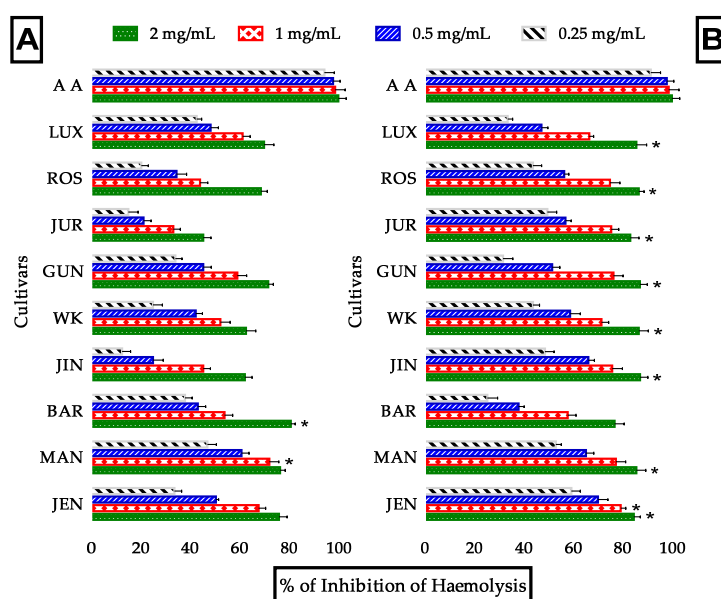 A
B
2 mg/mL 1 mg/mL 0.5 mg/mL 0.25 mg/mL
A A
LUX
ROS
JUR
GUN
WK
JIN
BAR *
MAN *
JEN
Cultivars
0 20 40 60 80 100
A A
LUX *
ROS *
JUR *
GUN *
WK *
JIN *
BAR
MAN *
JEN * *
Cultivars
0 20 40 60 80 100
% of Inhibition of Haemolysis